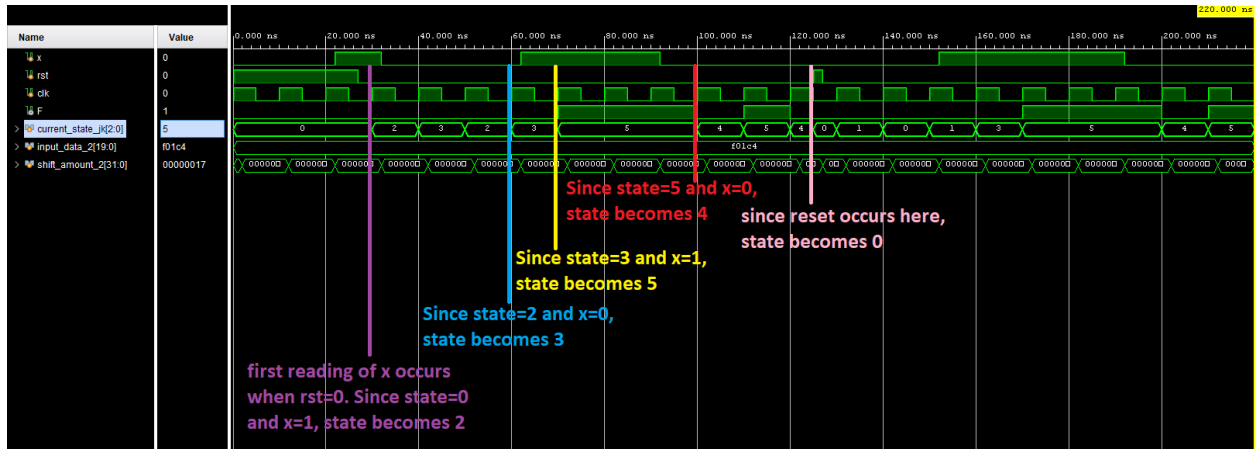 220.000 ns
Name Value
0.000 ns 20.000 ns 40.000 ns 60.000 ns 80.000 ns 100.000 ns 120.000 ns 140.000 ns 160.000 ns 180.000 ns 200.000 ns
x 0
rst 0
clk 0
F 1
current_state_jk[2:0] 5 0 2 3 2 3 5 4 5 4 0 1 0 1 3 5 4 5
input_data_2[19:0] f01c4 f01c4
shift_amount_2[31:0] 00000017
Since state=5 and x=0,
state becomes 4
since reset occurs here,
state becomes 0
Since state=3 and x=1,
state becomes 5
Since state=2 and x=0,
state becomes 3
first reading of x occurs
when rst=0. Since state=0
and x=1, state becomes 2